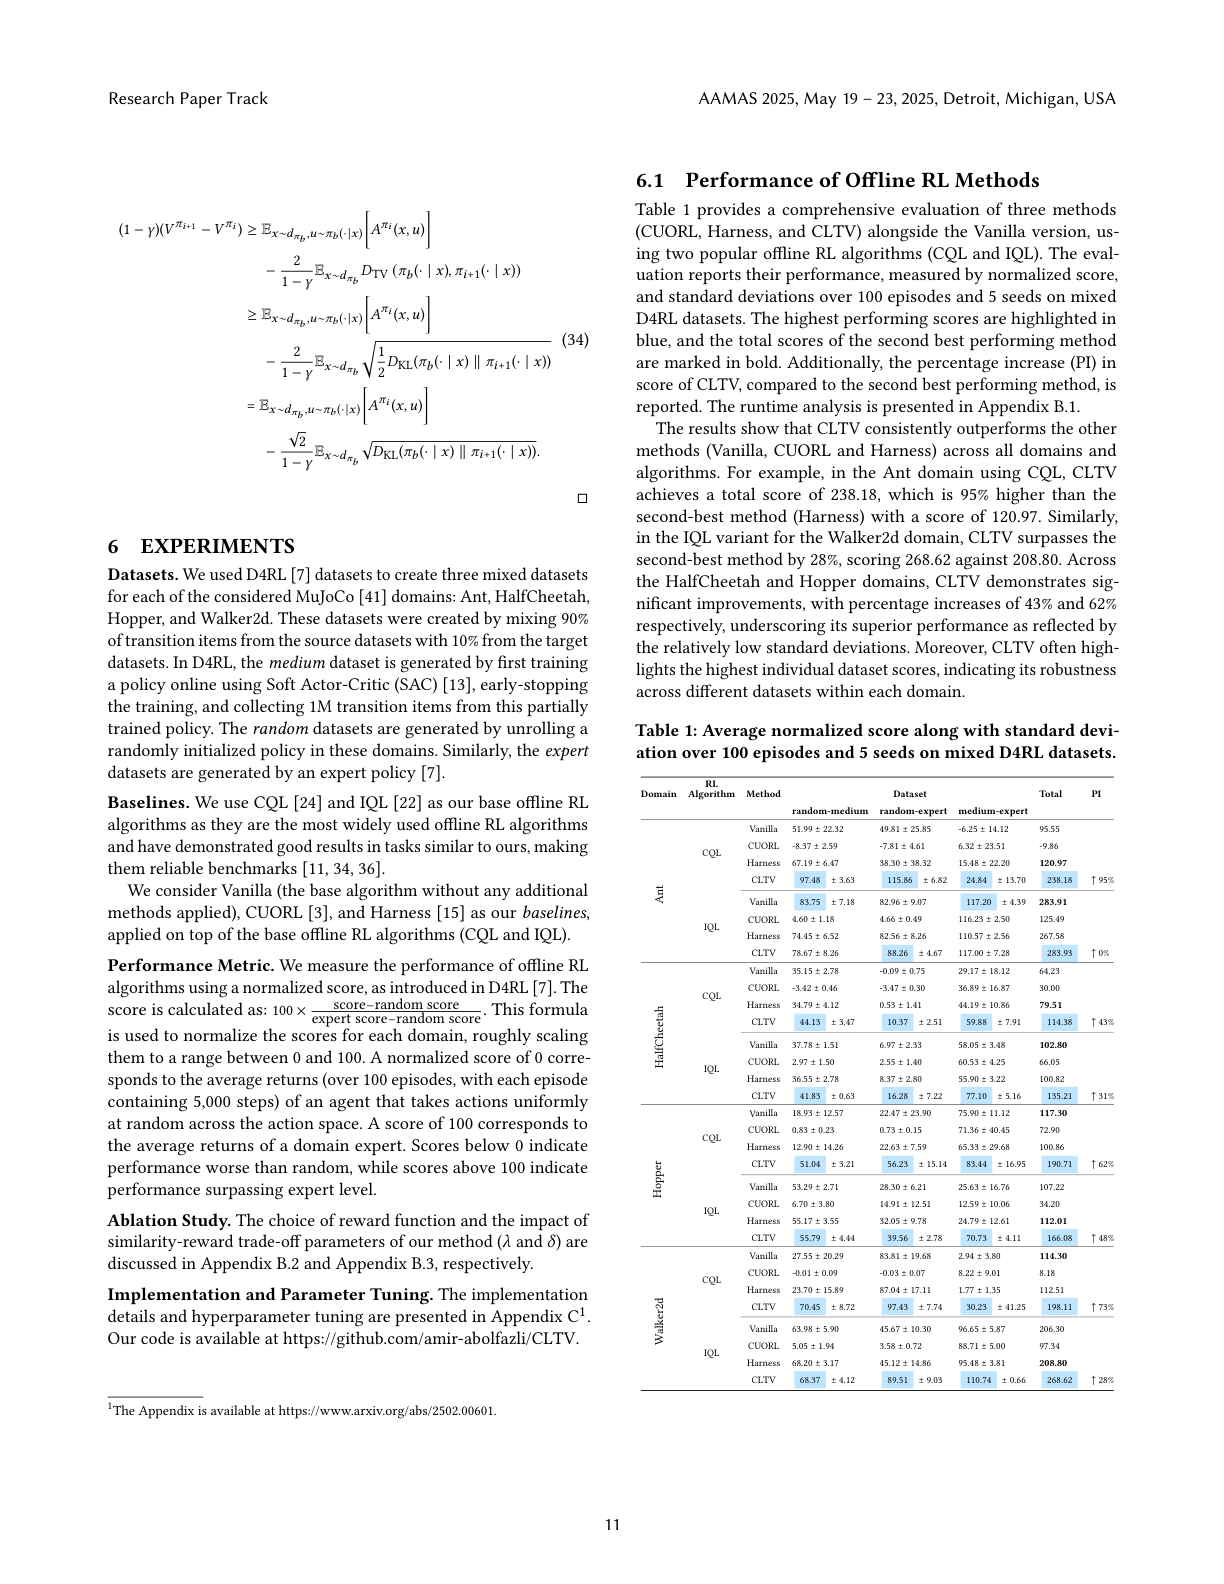 Research Paper Track
AAMAS 2025, May 19 – 23, 2025, Detroit, Michigan, USA
(1 − γ)(V^{π_{i+1}} − V^{π_i}) ≥ 𝔼_{x∼d_{π_b},u∼π_b(·|x)}[A^{π_i}(x, u)]
− 2/(1 − γ) 𝔼_{x∼d_{π_b}} D_TV (π_b(· | x), π_{i+1}(· | x))
≥ 𝔼_{x∼d_{π_b},u∼π_b(·|x)}[A^{π_i}(x, u)]
− 2/(1 − γ) 𝔼_{x∼d_{π_b}} √(1/2 D_KL(π_b(· | x) ∥ π_{i+1}(· | x)))
(34)
= 𝔼_{x∼d_{π_b},u∼π_b(·|x)}[A^{π_i}(x, u)]
− √2/(1 − γ) 𝔼_{x∼d_{π_b}} √(D_KL(π_b(· | x) ∥ π_{i+1}(· | x))).
□
6 EXPERIMENTS
Datasets. We used D4RL [7] datasets to create three mixed datasets
for each of the considered MuJoCo [41] domains: Ant, HalfCheetah,
Hopper, and Walker2d. These datasets were created by mixing 90%
of transition items from the source datasets with 10% from the target
datasets. In D4RL, the medium dataset is generated by first training
a policy online using Soft Actor-Critic (SAC) [13], early-stopping
the training, and collecting 1M transition items from this partially
trained policy. The random datasets are generated by unrolling a
randomly initialized policy in these domains. Similarly, the expert
datasets are generated by an expert policy [7].
Baselines. We use CQL [24] and IQL [22] as our base offline RL
algorithms as they are the most widely used offline RL algorithms
and have demonstrated good results in tasks similar to ours, making
them reliable benchmarks [11, 34, 36].
We consider Vanilla (the base algorithm without any additional
methods applied), CUORL [3], and Harness [15] as our baselines,
applied on top of the base offline RL algorithms (CQL and IQL).
Performance Metric. We measure the performance of offline RL
algorithms using a normalized score, as introduced in D4RL [7]. The
score is calculated as: 100 × (score−random score)/(expert score−random score). This formula
is used to normalize the scores for each domain, roughly scaling
them to a range between 0 and 100. A normalized score of 0 corre-
sponds to the average returns (over 100 episodes, with each episode
containing 5,000 steps) of an agent that takes actions uniformly
at random across the action space. A score of 100 corresponds to
the average returns of a domain expert. Scores below 0 indicate
performance worse than random, while scores above 100 indicate
performance surpassing expert level.
Ablation Study. The choice of reward function and the impact of
similarity-reward trade-off parameters of our method (λ and δ) are
discussed in Appendix B.2 and Appendix B.3, respectively.
Implementation and Parameter Tuning. The implementation
details and hyperparameter tuning are presented in Appendix C¹.
Our code is available at https://github.com/amir-abolfazli/CLTV.
¹The Appendix is available at https://www.arxiv.org/abs/2502.00601.
6.1 Performance of Offline RL Methods
Table 1 provides a comprehensive evaluation of three methods
(CUORL, Harness, and CLTV) alongside the Vanilla version, us-
ing two popular offline RL algorithms (CQL and IQL). The eval-
uation reports their performance, measured by normalized score,
and standard deviations over 100 episodes and 5 seeds on mixed
D4RL datasets. The highest performing scores are highlighted in
blue, and the total scores of the second best performing method
are marked in bold. Additionally, the percentage increase (PI) in
score of CLTV, compared to the second best performing method, is
reported. The runtime analysis is presented in Appendix B.1.
The results show that CLTV consistently outperforms the other
methods (Vanilla, CUORL and Harness) across all domains and
algorithms. For example, in the Ant domain using CQL, CLTV
achieves a total score of 238.18, which is 95% higher than the
second-best method (Harness) with a score of 120.97. Similarly,
in the IQL variant for the Walker2d domain, CLTV surpasses the
second-best method by 28%, scoring 268.62 against 208.80. Across
the HalfCheetah and Hopper domains, CLTV demonstrates sig-
nificant improvements, with percentage increases of 43% and 62%
respectively, underscoring its superior performance as reflected by
the relatively low standard deviations. Moreover, CLTV often high-
lights the highest individual dataset scores, indicating its robustness
across different datasets within each domain.
Table 1: Average normalized score along with standard devi-
ation over 100 episodes and 5 seeds on mixed D4RL datasets.
Domain RL Algorithm Method Dataset Total PI
random-medium random-expert medium-expert
Ant
CQL
Vanilla 51.99 ± 22.32 49.81 ± 25.85 -6.25 ± 14.12 95.55
CUORL -8.37 ± 2.59 -7.81 ± 4.61 6.32 ± 23.51 -9.86
Harness 67.19 ± 6.47 38.30 ± 38.32 15.48 ± 22.20 120.97
CLTV 97.48 ± 3.63 115.86 ± 6.82 24.84 ± 13.70 238.18 ↑ 95%
IQL
Vanilla 83.75 ± 7.18 82.96 ± 9.07 117.20 ± 4.39 283.91
CUORL 4.60 ± 1.18 4.66 ± 0.49 116.23 ± 2.50 125.49
Harness 74.45 ± 6.52 82.56 ± 8.26 110.57 ± 2.56 267.58
CLTV 78.67 ± 8.26 88.26 ± 4.67 117.00 ± 7.28 283.93 ↑ 0%
HalfCheetah
CQL
Vanilla 35.15 ± 2.78 -0.09 ± 0.75 29.17 ± 18.12 64.23
CUORL -3.42 ± 0.46 -3.47 ± 0.30 36.89 ± 16.87 30.00
Harness 34.79 ± 4.12 0.53 ± 1.41 44.19 ± 10.86 79.51
CLTV 44.13 ± 3.47 10.37 ± 2.51 59.88 ± 7.91 114.38 ↑ 43%
IQL
Vanilla 37.78 ± 1.51 6.97 ± 2.33 58.05 ± 3.48 102.80
CUORL 2.97 ± 1.50 2.55 ± 1.40 60.53 ± 4.25 66.05
Harness 36.55 ± 2.78 8.37 ± 2.80 55.90 ± 3.22 100.82
CLTV 41.83 ± 0.63 16.28 ± 7.22 77.10 ± 5.16 135.21 ↑ 31%
Hopper
CQL
Vanilla 18.93 ± 12.57 22.47 ± 23.90 75.90 ± 11.12 117.30
CUORL 0.83 ± 0.23 0.73 ± 0.15 71.36 ± 40.45 72.90
Harness 12.90 ± 14.26 22.63 ± 7.59 65.33 ± 29.68 100.86
CLTV 51.04 ± 3.21 56.23 ± 15.14 83.44 ± 16.95 190.71 ↑ 62%
IQL
Vanilla 53.29 ± 2.71 28.30 ± 6.21 25.63 ± 16.76 107.22
CUORL 6.70 ± 3.80 14.91 ± 12.51 12.59 ± 10.06 34.20
Harness 55.17 ± 3.55 32.05 ± 9.78 24.79 ± 12.61 112.01
CLTV 55.79 ± 4.44 39.56 ± 2.78 70.73 ± 4.11 166.08 ↑ 48%
Walker2d
CQL
Vanilla 27.55 ± 20.29 83.81 ± 19.68 2.94 ± 3.80 114.30
CUORL -0.01 ± 0.09 -0.03 ± 0.07 8.22 ± 9.01 8.18
Harness 23.70 ± 15.89 87.04 ± 17.11 1.77 ± 1.35 112.51
CLTV 70.45 ± 8.72 97.43 ± 7.74 30.23 ± 41.25 198.11 ↑ 73%
IQL
Vanilla 63.98 ± 5.90 45.67 ± 10.30 96.65 ± 5.87 206.30
CUORL 5.05 ± 1.94 3.58 ± 0.72 88.71 ± 5.00 97.34
Harness 68.20 ± 3.17 45.12 ± 14.86 95.48 ± 3.81 208.80
CLTV 68.37 ± 4.12 89.51 ± 9.03 110.74 ± 0.66 268.62 ↑ 28%
11